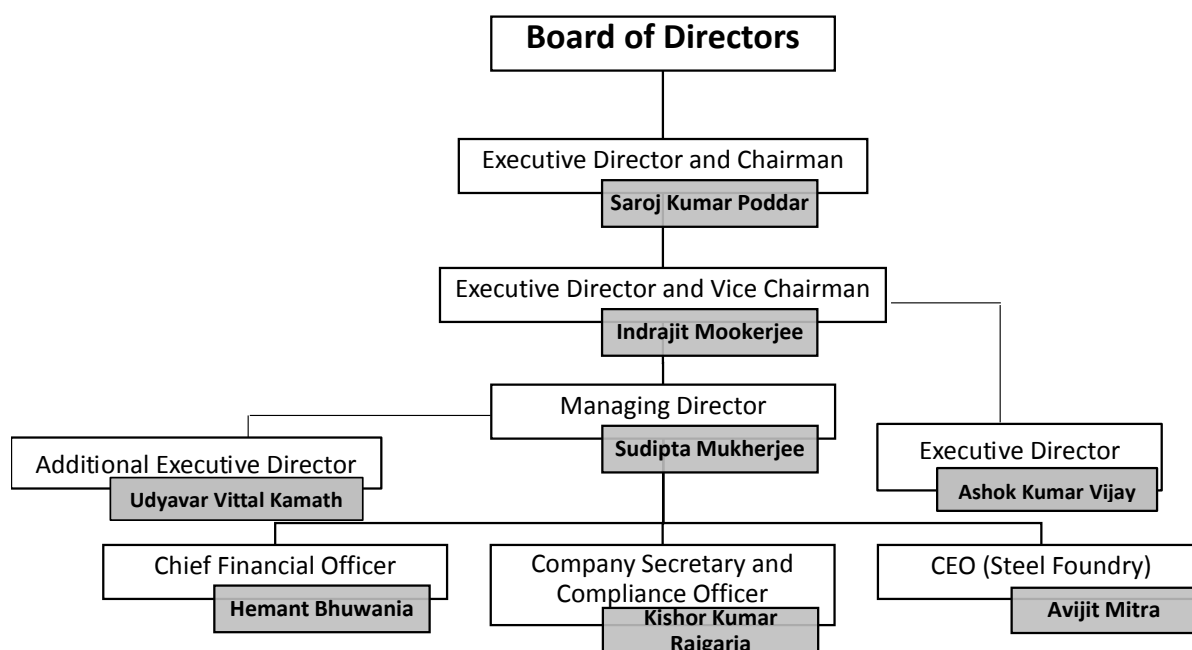 Board of Directors
Executive Director and Chairman
Saroj Kumar Poddar
Executive Director and Vice Chairman
Indrajit Mookerjee
Managing Director
Sudipta Mukherjee
Additional Executive Director
Udyavar Vittal Kamath
Executive Director
Ashok Kumar Vijay
Chief Financial Officer
Hemant Bhuwania
Company Secretary and
Compliance Officer
Kishor Kumar
Rajgaria
CEO (Steel Foundry)
Avijit Mitra